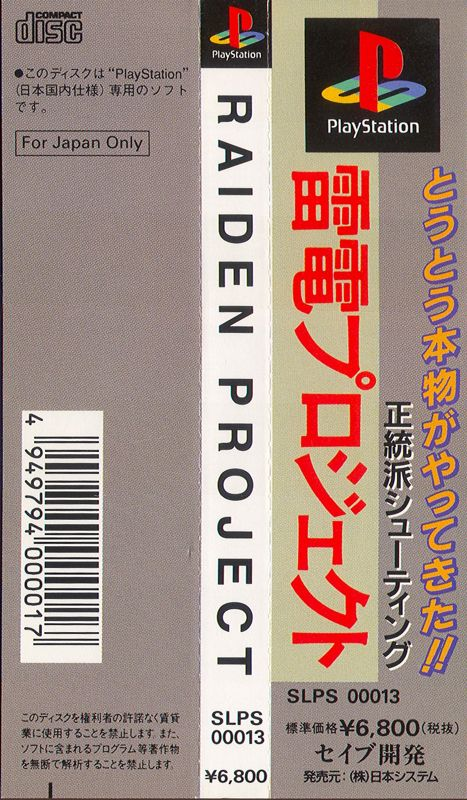 COMPACT
disc
●このディスクは“PlayStation”
(日本国内仕様)専用のソフト
です。
For Japan Only
4949794000017
このディスクを権利者の許諾なく賃貸
業に使用することを禁止します。また、
ソフトに含まれるプログラム等著作物
を無断で解析することを禁止します。
PlayStation
RAIDEN PROJECT
SLPS
00013
¥6,800
PlayStation
とうとう本物がやってきた!!
正統派シューティング
雷電プロジェクト
SLPS 00013
標準価格¥6,800(税抜)
セイブ開発
発売元:(株)日本システム